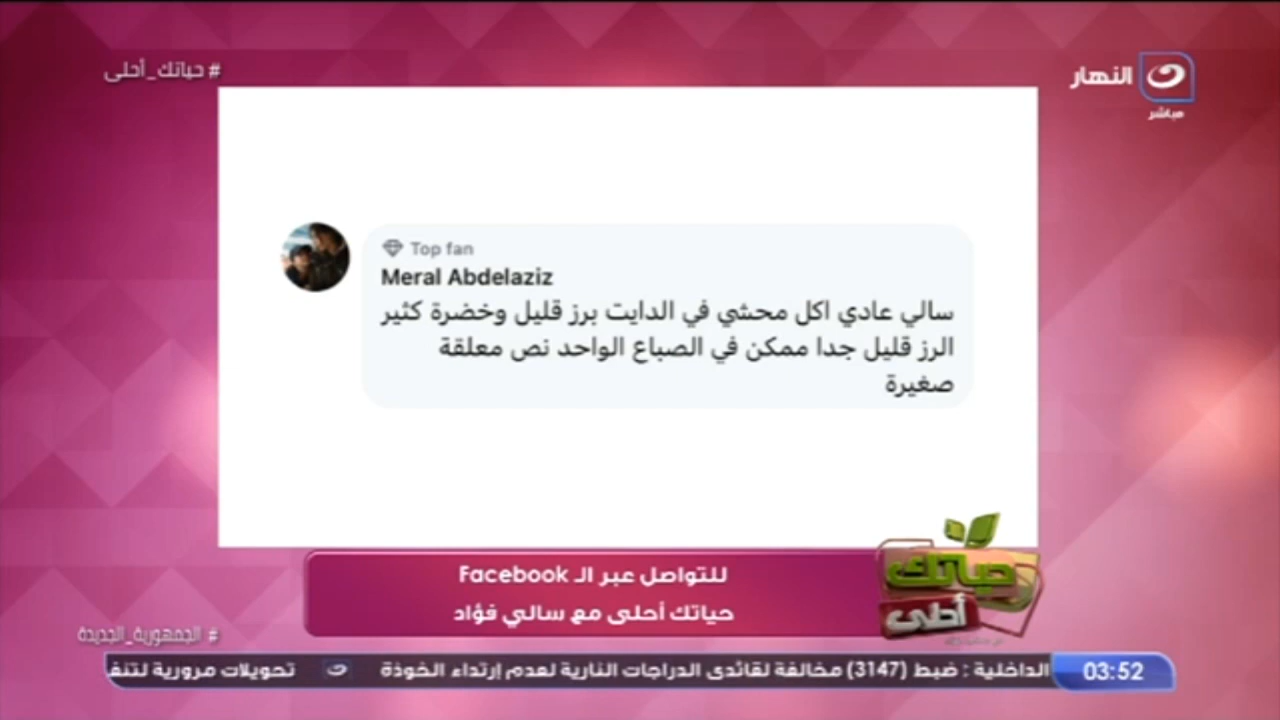 #حياتك_أحلى
النهار
مباشر
Top fan
Meral Abdelaziz
سالي عادي اكل محشي في الدايت برز قليل وخضرة كثير
الرز قليل جدا ممكن في الصباع الواحد نص معلقة
صغيرة
للتواصل عبر الـ Facebook
حياتك أحلى مع سالي فؤاد
حياتك
أحلى
# الجمهورية_الجديدة
03:52
الداخلية : ضبط (3147) مخالفة لقائدى الدراجات النارية لعدم إرتداء الخوذة تحويلات مرورية لتنف